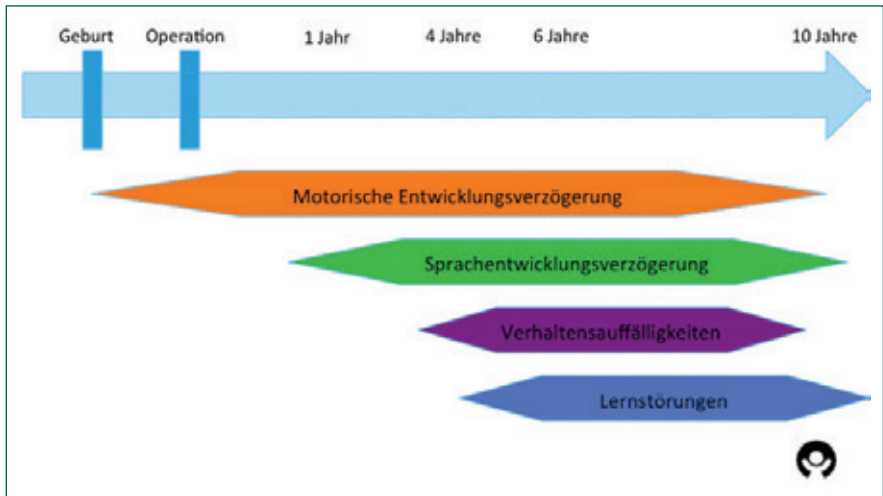 Geburt Operation 1 Jahr 4 Jahre 6 Jahre 10 Jahre
Motorische Entwicklungsverzögerung
Sprachentwicklungsverzögerung
Verhaltensauffälligkeiten
Lernstörungen